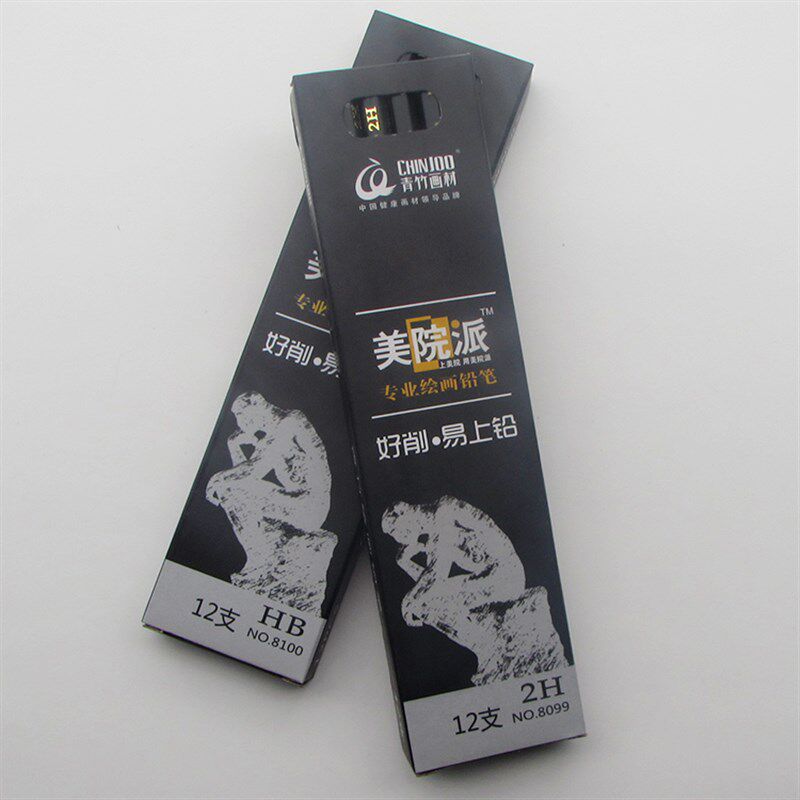 2H
CHINJOO
青竹画材
中国健康画材领导品牌
美院派™
上美院 用美院派
专业绘画铅笔
好削•易上铅
12支 2H
NO.8099
好削•易
12支 HB
NO.8100